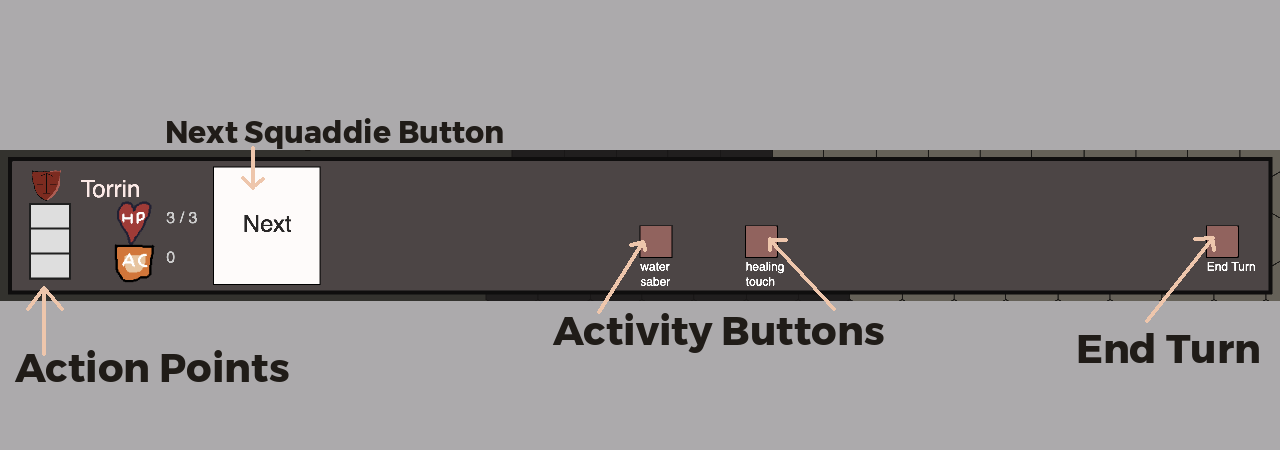 Next Squaddie Button
T
Torrin
HP
3 / 3
AC
0
Next
water
saber
healing
touch
End Turn
Activity Buttons
End Turn
Action Points